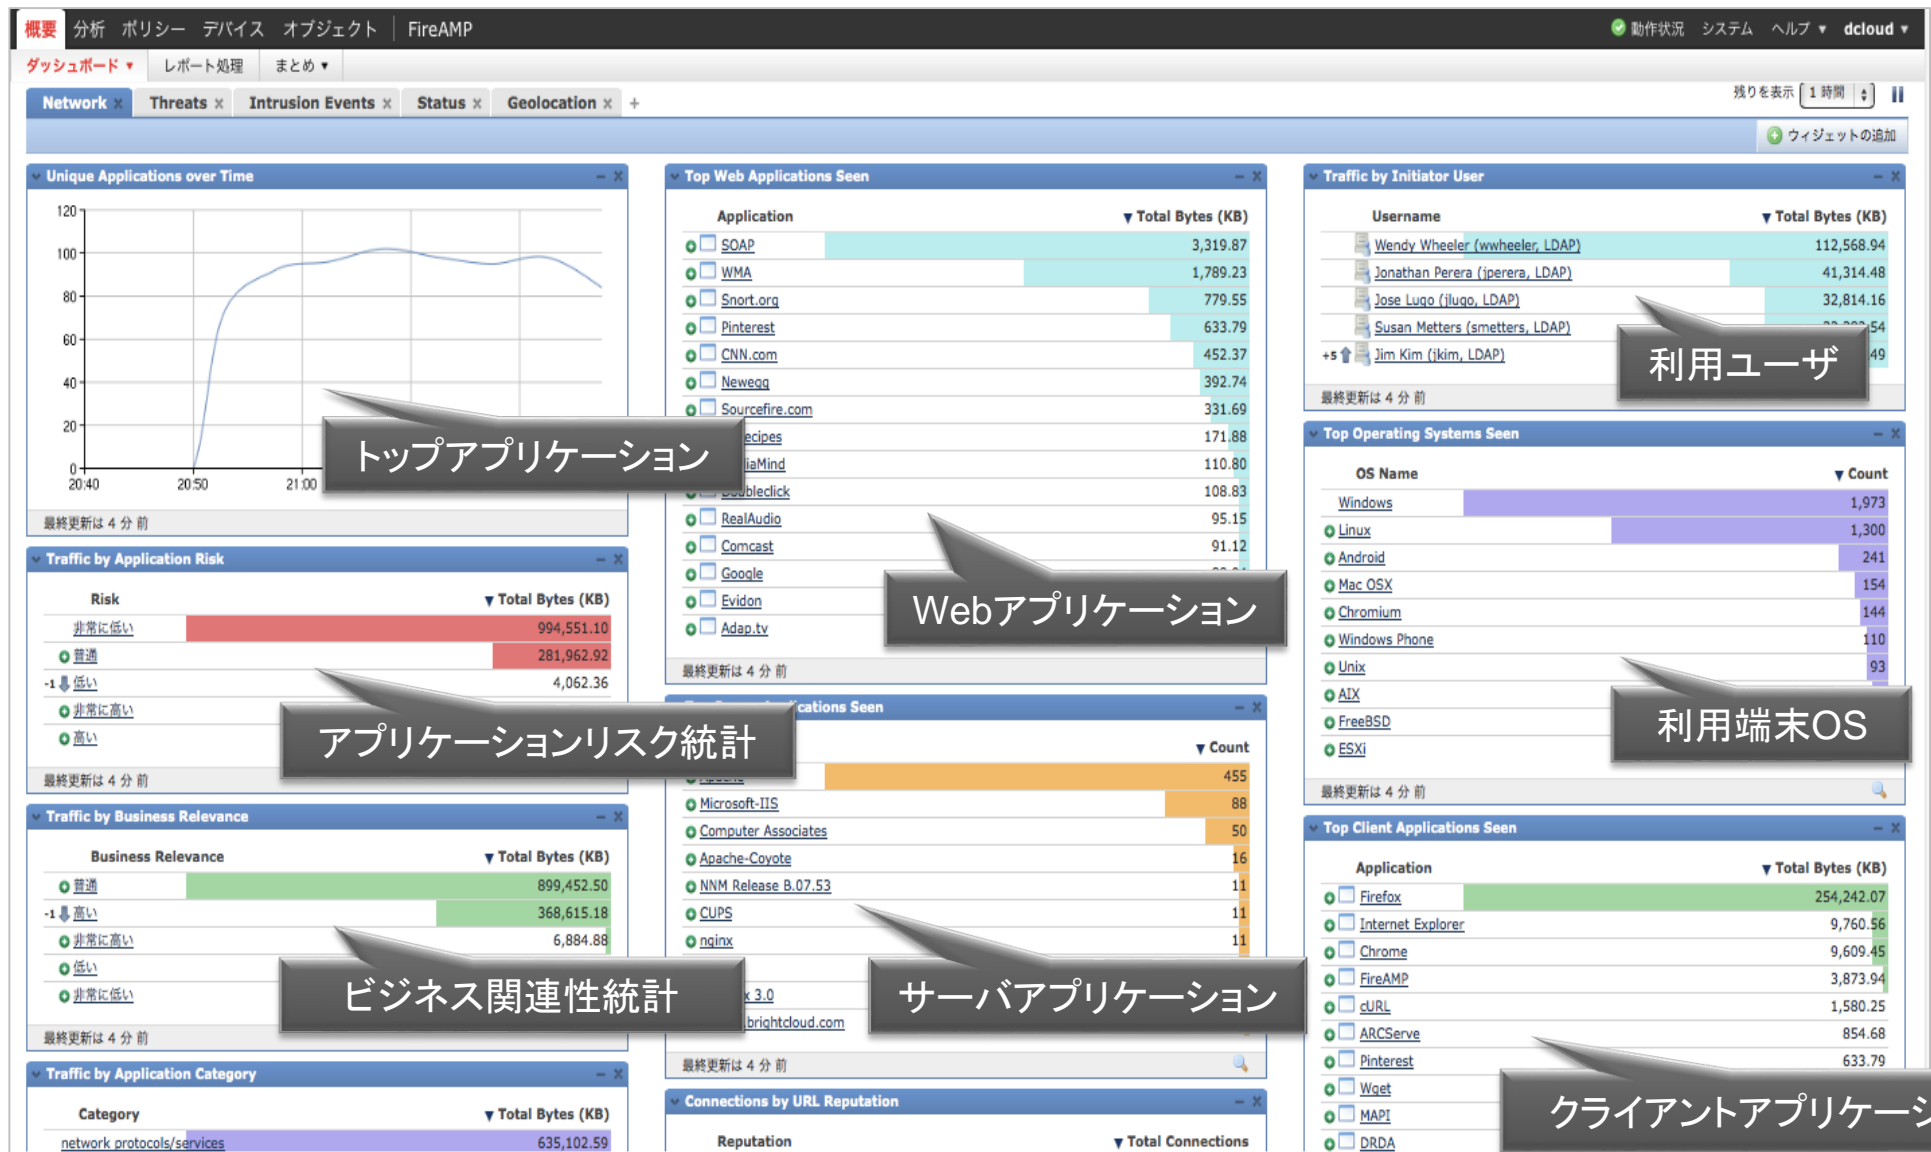 概要 分析 ポリシー デバイス オブジェクト FireAMP 動作状況 システム ヘルプ ▼ dcloud ▼
ダッシュボード ▼ レポート処理 まとめ ▼
Network x Threats x Intrusion Events x Status x Geolocation x +
残りを表示 1 時間
ウィジェットの追加
Unique Applications over Time
120
100
80
60
40
20
0
20:40 20:50 21:00
トップアプリケーション
最終更新は 4 分 前
Traffic by Application Risk
Risk ▼ Total Bytes (KB)
非常に低い 994,551.10
普通 281,962.92
-1 低い 4,062.36
非常に高い
高い
アプリケーションリスク統計
最終更新は 4 分 前
Traffic by Business Relevance
Business Relevance ▼ Total Bytes (KB)
普通 899,452.50
-1 高い 368,615.18
非常に高い 6,884.88
低い
非常に低い
ビジネス関連性統計
最終更新は 4 分 前
Traffic by Application Category
Category ▼ Total Bytes (KB)
network protocols/services 635,102.59
Top Web Applications Seen
Application ▼ Total Bytes (KB)
SOAP 3,319.87
WMA 1,789.23
Snort.org 779.55
Pinterest 633.79
CNN.com 452.37
Newegg 392.74
Sourcefire.com 331.69
ecipes 171.88
iaMind 110.80
Doubleclick 108.83
RealAudio 95.15
Comcast 91.12
Google
Evidon
Adap.tv
Webアプリケーション
最終更新は 4 分 前
cations Seen
▼ Count
Apache 455
Microsoft-IIS 88
Computer Associates 50
Apache-Coyote 16
NNM Release B.07.53 11
CUPS 11
nginx 11
x 3.0
.brightcloud.com
サーバアプリケーション
最終更新は 4 分 前
Connections by URL Reputation
Reputation ▼ Total Connections
Traffic by Initiator User
Username ▼ Total Bytes (KB)
Wendy Wheeler (wwheeler, LDAP) 112,568.94
Jonathan Perera (jperera, LDAP) 41,314.48
Jose Lugo (jlugo, LDAP) 32,814.16
Susan Metters (smetters, LDAP) 54
+5 Jim Kim (jkim, LDAP) 49
利用ユーザ
最終更新は 4 分 前
Top Operating Systems Seen
OS Name ▼ Count
Windows 1,973
Linux 1,300
Android 241
Mac OSX 154
Chromium 144
Windows Phone 110
Unix 93
AIX
FreeBSD
ESXi
利用端末OS
最終更新は 4 分 前
Top Client Applications Seen
Application ▼ Total Bytes (KB)
Firefox 254,242.07
Internet Explorer 9,760.56
Chrome 9,609.45
FireAMP 3,873.94
cURL 1,580.25
ARCServe 854.68
Pinterest 633.79
Wget
MAPI
DRDA
クライアントアプリケーシ